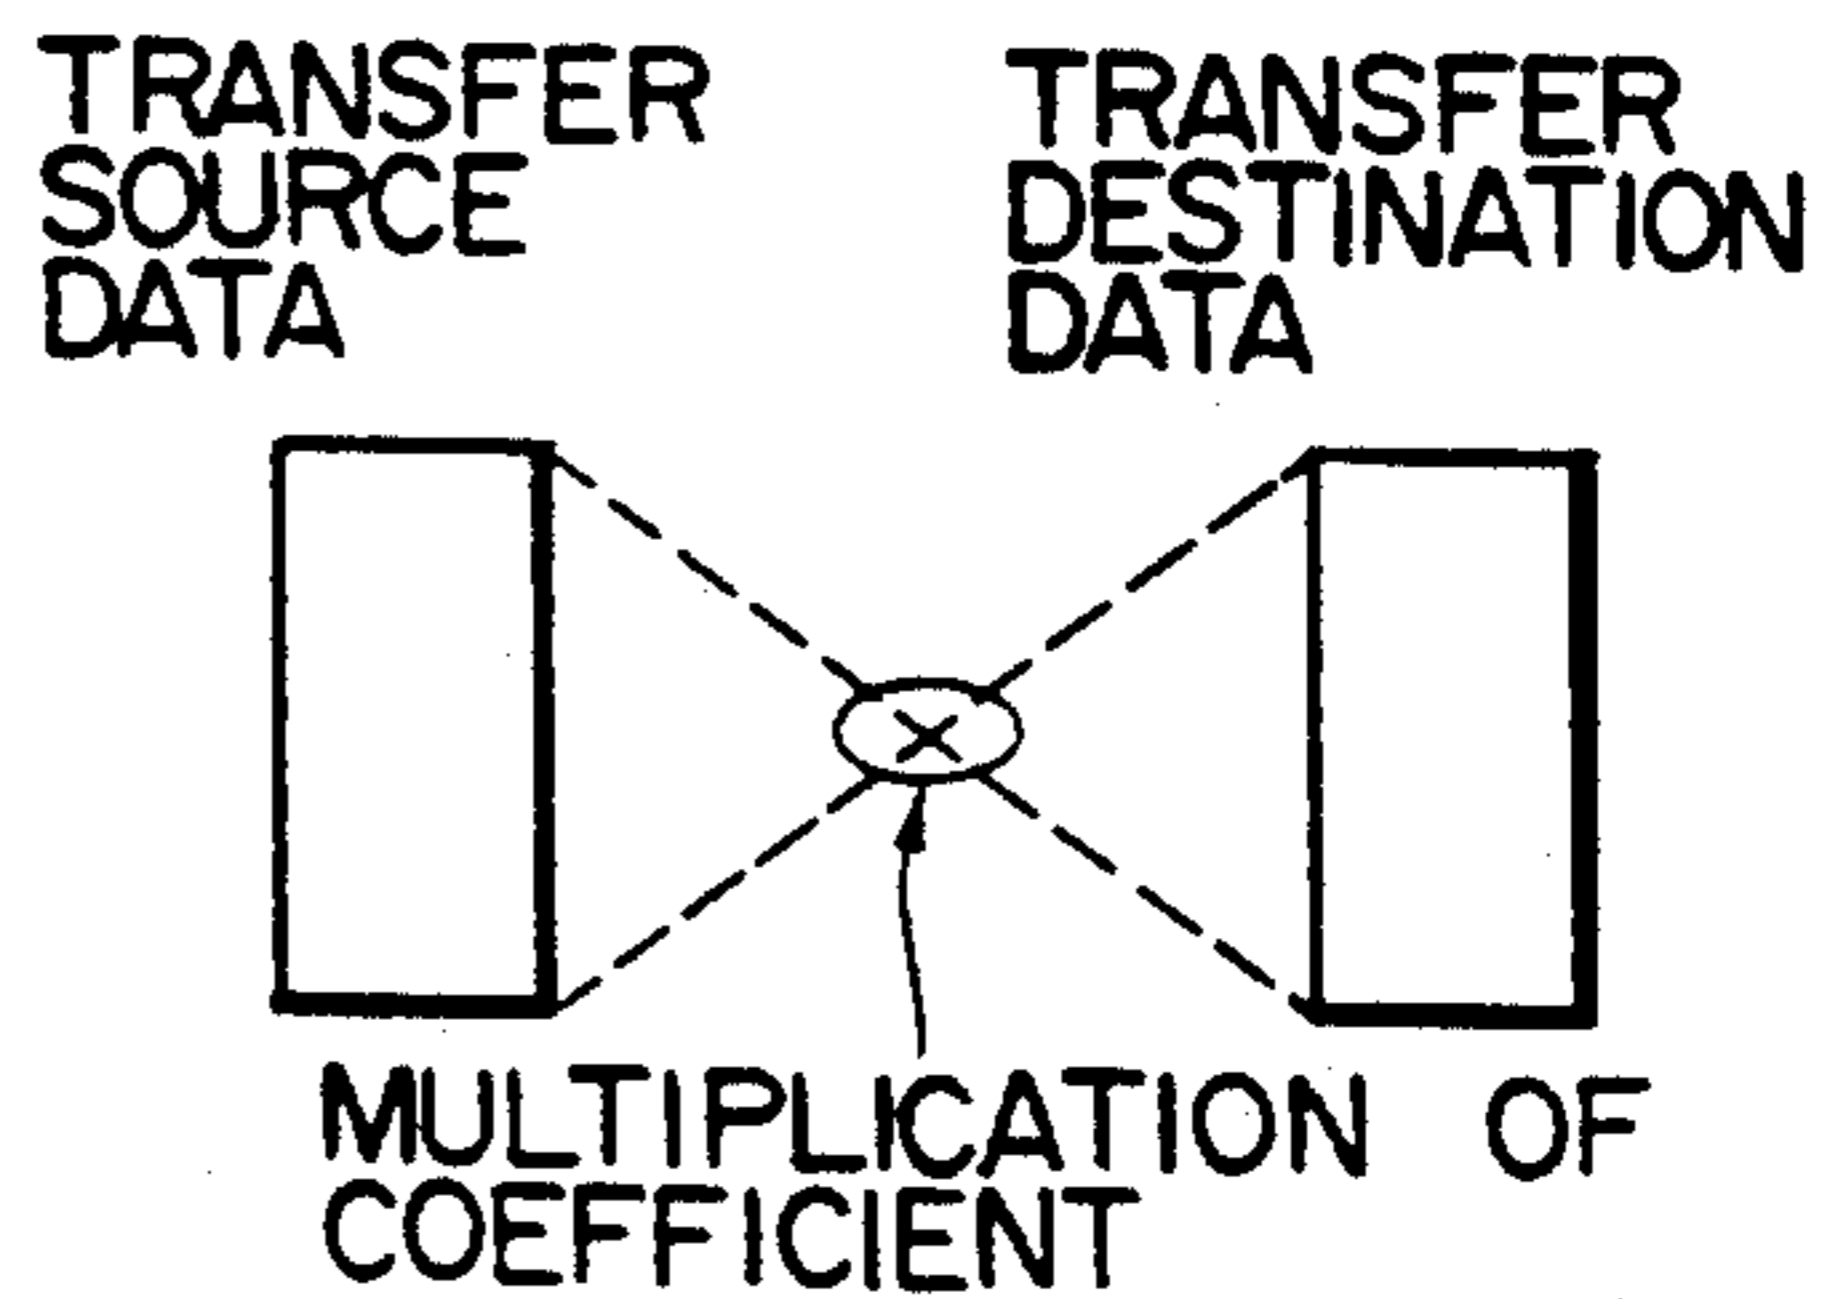 TRANSFER
SOURCE
DATA
TRANSFER
DESTINATION
DATA
×
MULTIPLICATION OF
COEFFICIENT